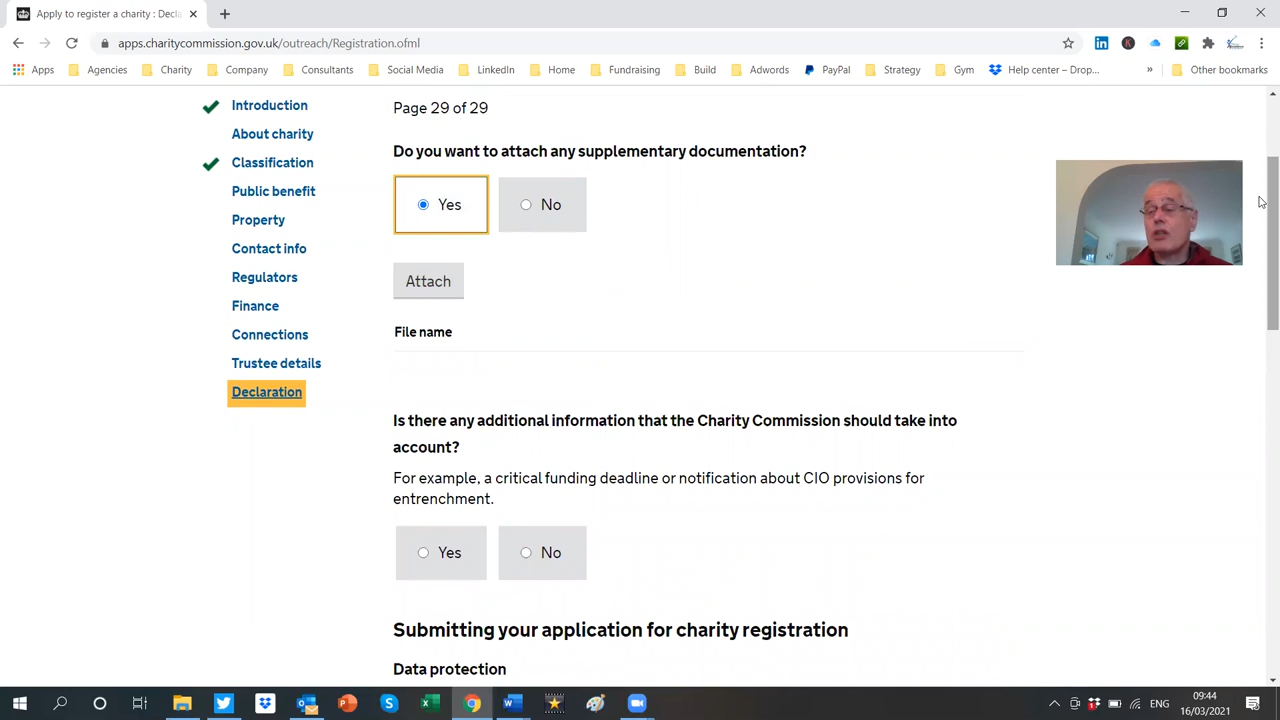 Apply to register a charity : Decla
apps.charitycommission.gov.uk/outreach/Registration.ofml
Apps Agencies Charity Company Consultants Social Media LinkedIn Home Fundraising Build Adwords PayPal Strategy Gym Help center – Drop... » Other bookmarks
Introduction
About charity
Classification
Public benefit
Property
Contact info
Regulators
Finance
Connections
Trustee details
Declaration
Page 29 of 29
Do you want to attach any supplementary documentation?
Yes No
Attach
File name
Is there any additional information that the Charity Commission should take into
account?
For example, a critical funding deadline or notification about CIO provisions for
entrenchment.
Yes No
Submitting your application for charity registration
Data protection
ENG
09:44
16/03/2021